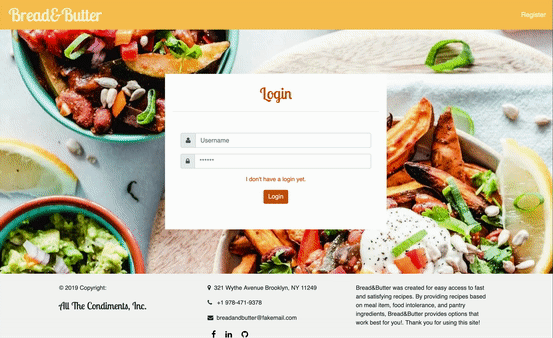 Bread&Butter
Register
Login
Username
I don't have a login yet.
Login
© 2019 Copyright:
All The Condiments, Inc.
321 Wythe Avenue Brooklyn, NY 11249
+1 978-471-9378
breadandbutter@fakemail.com
Bread&Butter was created for easy access to fast
and satisfying recipes. By providing recipes based
on meal item, food intolerance, and pantry
ingredients, Bread&Butter provides options that
work best for you!. Thank you for using this site!